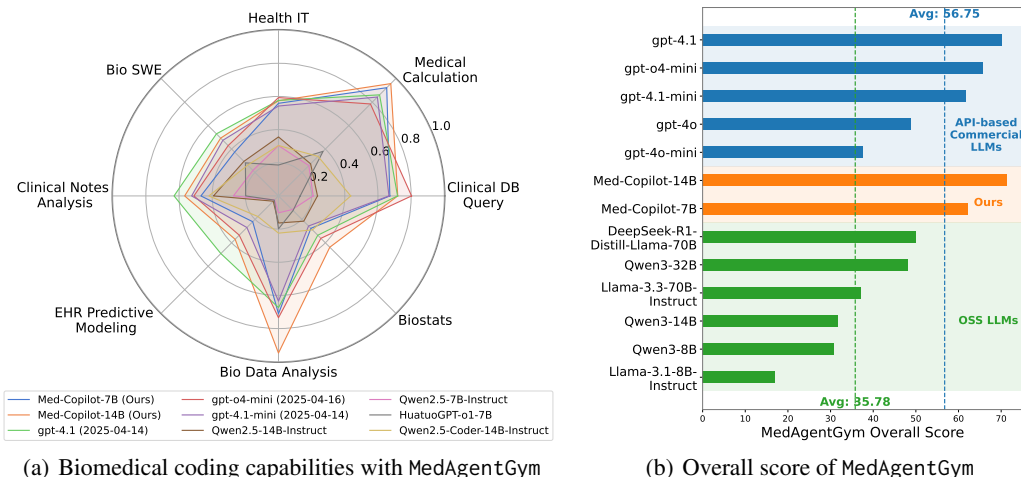 Health IT
Medical
Calculation
Bio SWE
1.0
0.8
0.6
0.4
0.2
Clinical Notes
Analysis
Clinical DB
Query
EHR Predictive
Modeling
Biostats
Bio Data Analysis
Med-Copilot-7B (Ours)
Med-Copilot-14B (Ours)
gpt-4.1 (2025-04-14)
gpt-o4-mini (2025-04-16)
gpt-4.1-mini (2025-04-14)
Qwen2.5-14B-Instruct
Qwen2.5-7B-Instruct
HuatuoGPT-o1-7B
Qwen2.5-Coder-14B-Instruct
(a) Biomedical coding capabilities with MedAgentGym
Avg: 56.75
gpt-4.1
gpt-o4-mini
gpt-4.1-mini
gpt-4o
gpt-4o-mini
API-based
Commercial
LLMs
Med-Copilot-14B
Med-Copilot-7B
Ours
DeepSeek-R1-
Distill-Llama-70B
Qwen3-32B
Llama-3.3-70B-
Instruct
Qwen3-14B
Qwen3-8B
Llama-3.1-8B-
Instruct
OSS LLMs
Avg: 35.78
0 10 20 30 40 50 60 70
MedAgentGym Overall Score
(b) Overall score of MedAgentGym